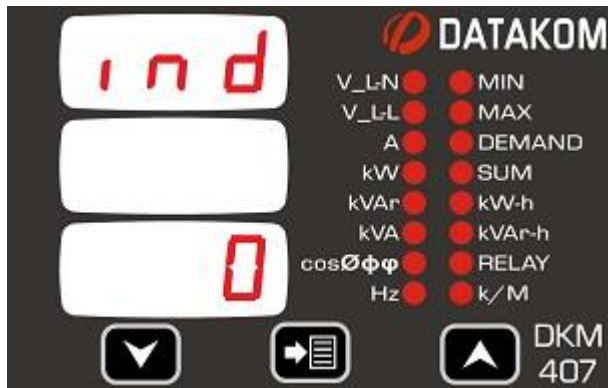 ind
DATAKOM
V_L-N MIN
V_L-L MAX
A DEMAND
kW SUM
kVAr kW-h
kVA kVAr-h
cosØφφ RELAY
Hz k/M
0
DKM
407